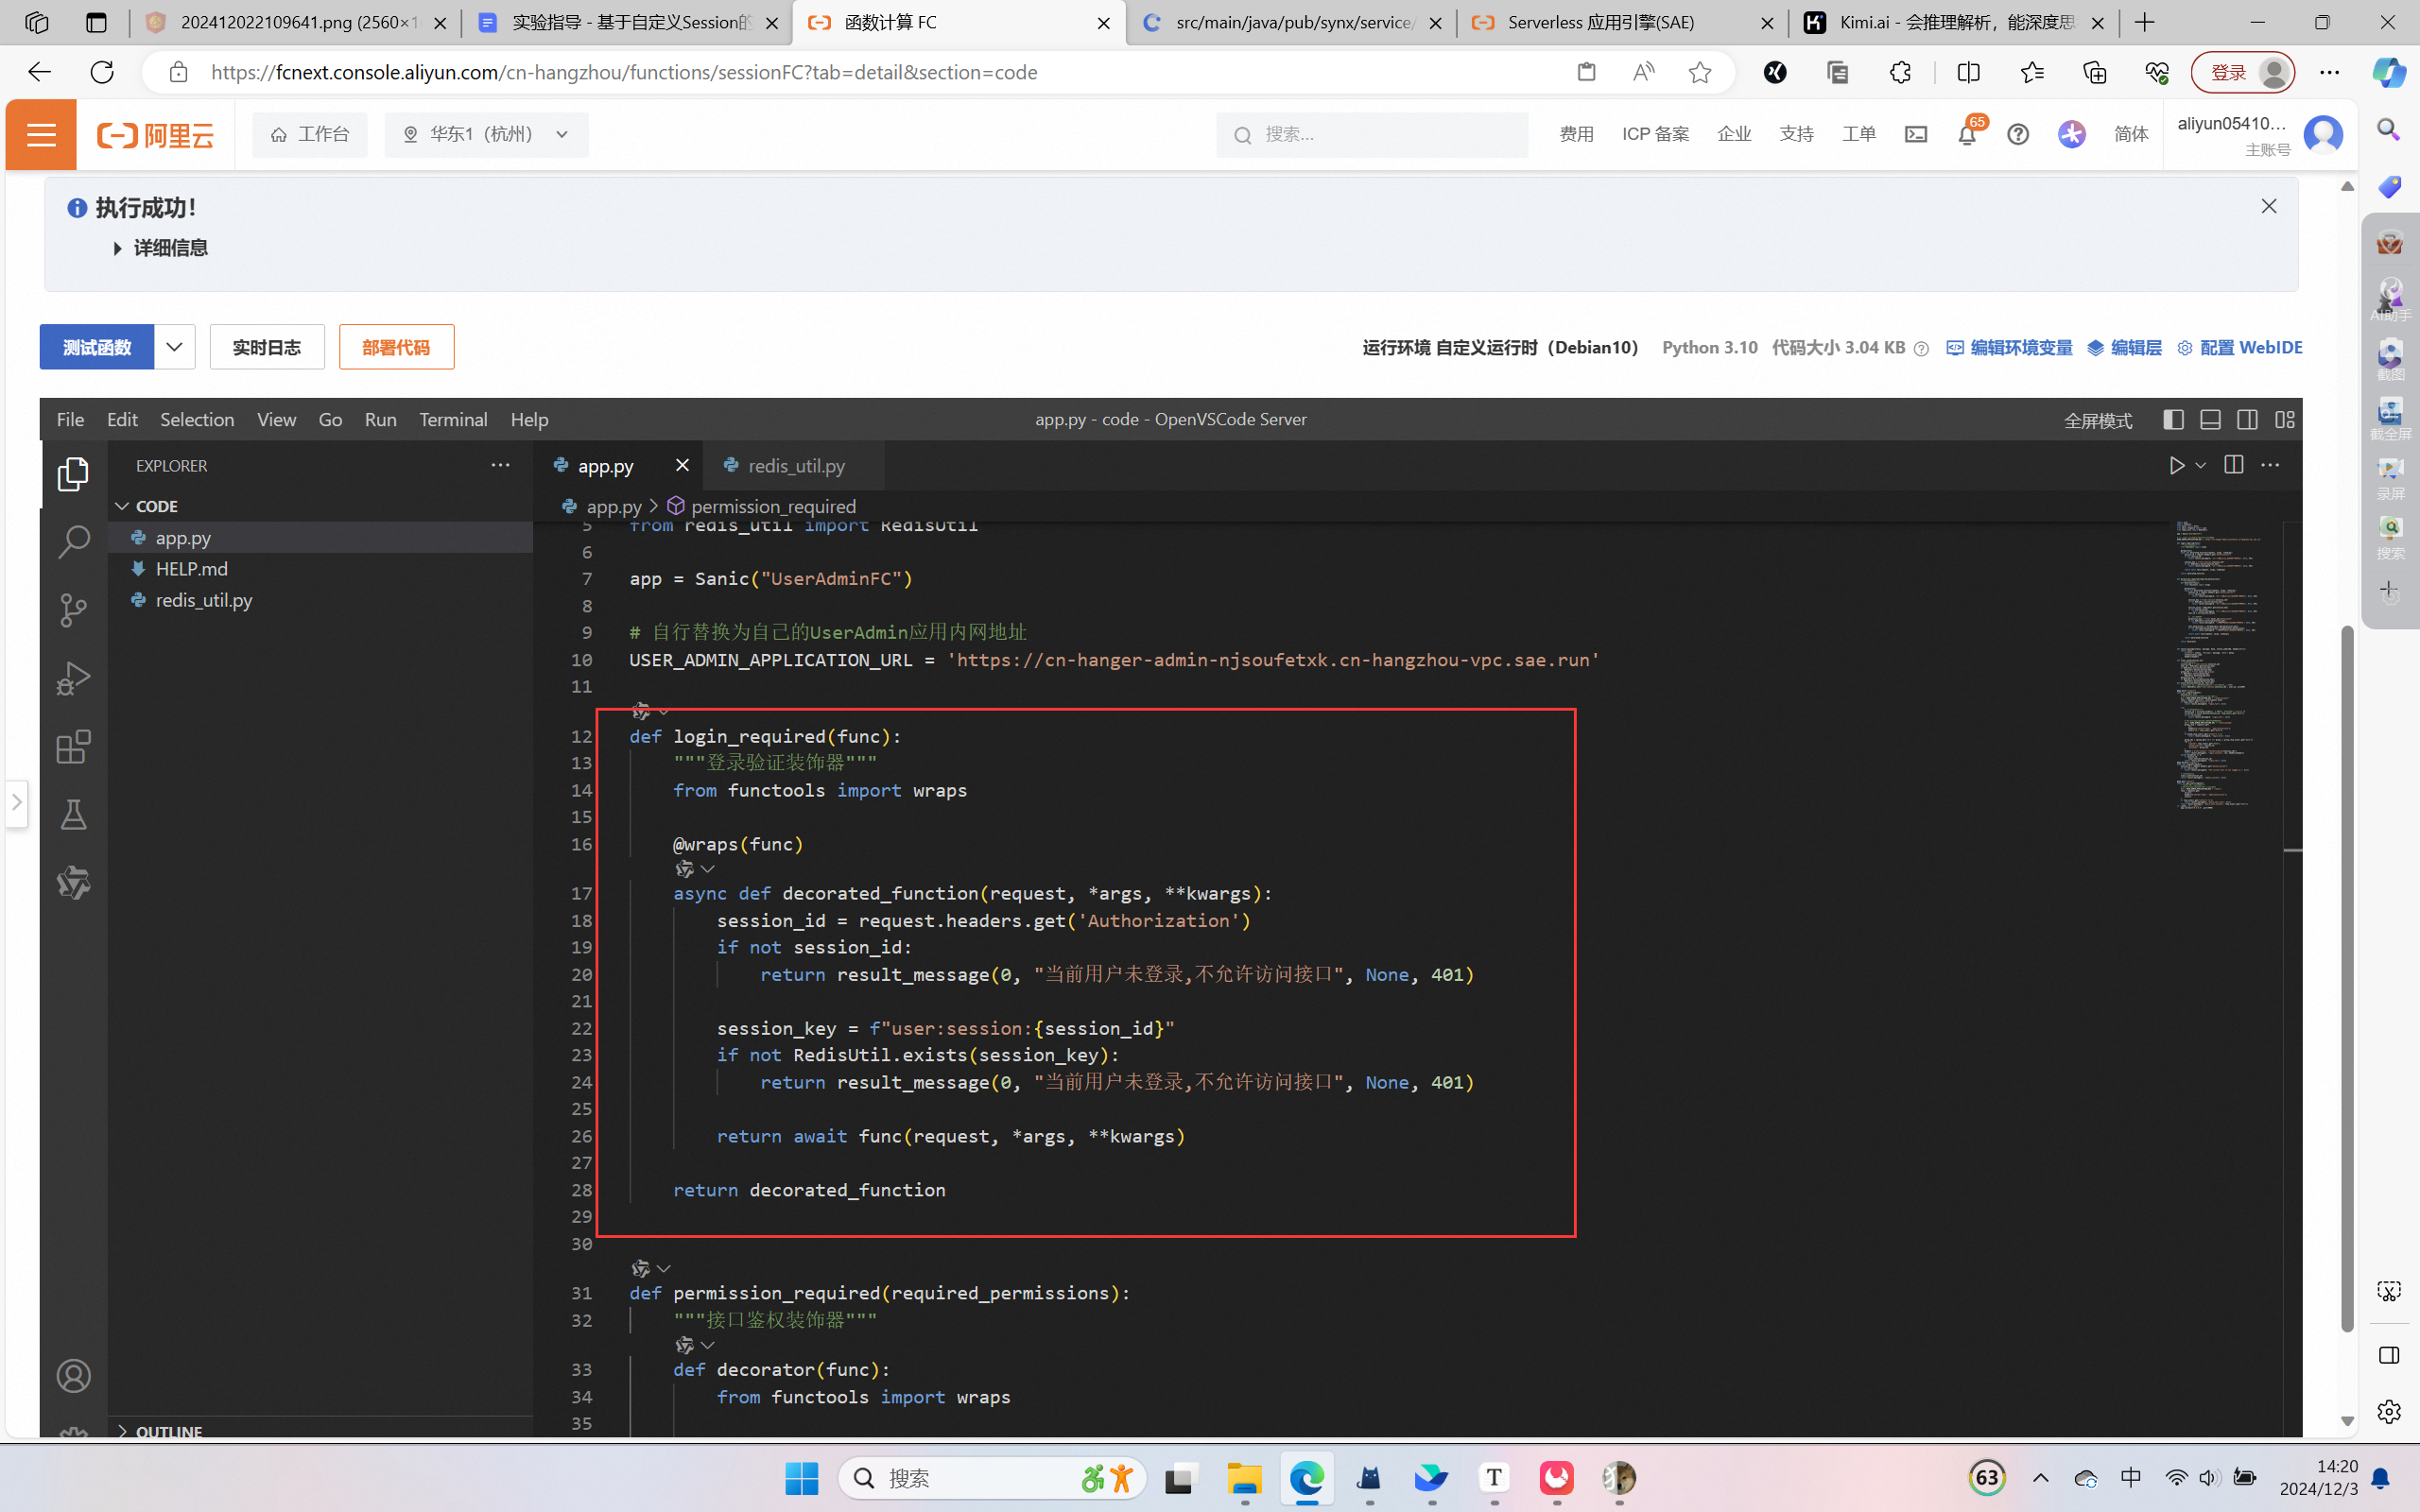 202412022109641.png (2560×1
实验指导 - 基于自定义Session的
函数计算 FC
src/main/java/pub/synx/service/
Serverless 应用引擎(SAE)
Kimi.ai - 会推理解析，能深度思
https://fcnext.console.aliyun.com/cn-hangzhou/functions/sessionFC?tab=detail&section=code
登录
阿里云
工作台
华东1（杭州）
搜索...
费用
ICP 备案
企业
支持
工单
65
简体
aliyun05410...
主账号
执行成功！
详细信息
测试函数
实时日志
部署代码
运行环境 自定义运行时（Debian10）
Python 3.10
代码大小 3.04 KB
编辑环境变量
编辑层
配置 WebIDE
AI助手
截图
截全屏
录屏
搜索
File Edit Selection View Go Run Terminal Help
app.py - code - OpenVSCode Server
全屏模式
EXPLORER
CODE
app.py
HELP.md
redis_util.py
OUTLINE
app.py
redis_util.py
app.py > permission_required
5 from redis_util import RedisUtil
6
7 app = Sanic("UserAdminFC")
8
9 # 自行替换为自己的UserAdmin应用内网地址
10 USER_ADMIN_APPLICATION_URL = 'https://cn-hanger-admin-njsoufetxk.cn-hangzhou-vpc.sae.run'
11
12 def login_required(func):
13 """登录验证装饰器"""
14 from functools import wraps
15
16 @wraps(func)
17 async def decorated_function(request, *args, **kwargs):
18 session_id = request.headers.get('Authorization')
19 if not session_id:
20 return result_message(0, "当前用户未登录,不允许访问接口", None, 401)
21
22 session_key = f"user:session:{session_id}"
23 if not RedisUtil.exists(session_key):
24 return result_message(0, "当前用户未登录,不允许访问接口", None, 401)
25
26 return await func(request, *args, **kwargs)
27
28 return decorated_function
29
30
31 def permission_required(required_permissions):
32 """接口鉴权装饰器"""
33 def decorator(func):
34 from functools import wraps
35
搜索
63
中
14:20
2024/12/3